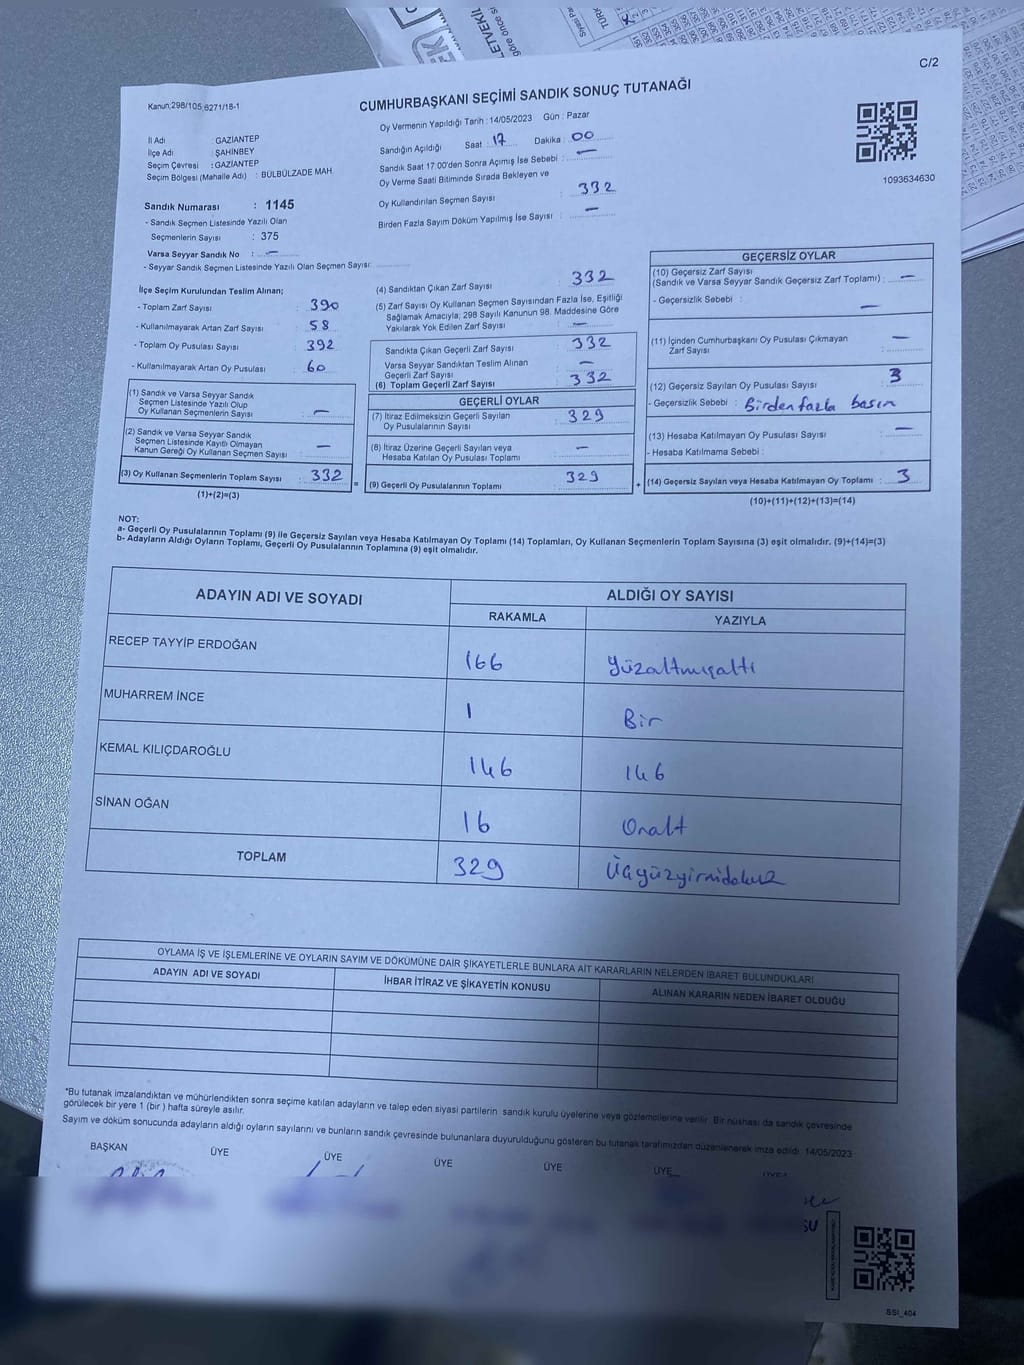 C/2
Kanun;298/105,6271/18-1
CUMHURBAŞKANI SEÇİMİ SANDIK SONUÇ TUTANAĞI
Oy Vermenin Yapıldığı Tarih : 14/05/2023 Gün : Pazar
İl Adı : GAZİANTEP
İlçe Adı : ŞAHİNBEY
Seçim Çevresi : GAZİANTEP
Seçim Bölgesi (Mahalle Adı) : BÜLBÜLZADE MAH.
Sandığın Açıldığı Saat : 17 Dakika : 00
Sandık Saat 17:00'den Sonra Açımış İse Sebebi : —
Oy Verme Saati Bitiminde Sırada Bekleyen ve
Oy Kullandırılan Seçmen Sayısı : 332
Birden Fazla Sayım Döküm Yapılmış İse Sayısı : —
1093634630
Sandık Numarası : 1145
- Sandık Seçmen Listesinde Yazılı Olan
Seçmenlerin Sayısı : 375
Varsa Seyyar Sandık No : —
- Seyyar Sandık Seçmen Listesinde Yazılı Olan Seçmen Sayısı:
İlçe Seçim Kurulundan Teslim Alınan;
- Toplam Zarf Sayısı : 390
- Kullanılmayarak Artan Zarf Sayısı : 58
- Toplam Oy Pusulası Sayısı : 392
- Kullanılmayarak Artan Oy Pusulası : 60
(1) Sandık ve Varsa Seyyar Sandık
Seçmen Listesinde Yazılı Olup
Oy Kullanan Seçmenlerin Sayısı : —
(2) Sandık ve Varsa Seyyar Sandık
Seçmen Listesinde Kayıtlı Olmayan
Kanun Gereği Oy Kullanan Seçmen Sayısı : —
(3) Oy Kullanan Seçmenlerin Toplam Sayısı : 332
(1)+(2)=(3)
(4) Sandıktan Çıkan Zarf Sayısı : 332
(5) Zarf Sayısı Oy Kullanan Seçmen Sayısından Fazla İse, Eşitliği
Sağlamak Amacıyla; 298 Sayılı Kanunun 98. Maddesine Göre
Yakılarak Yok Edilen Zarf Sayısı : —
Sandıkta Çıkan Geçerli Zarf Sayısı : 332
Varsa Seyyar Sandıktan Teslim Alınan
Geçerli Zarf Sayısı : —
(6) Toplam Geçerli Zarf Sayısı : 332
GEÇERLİ OYLAR
(7) İtiraz Edilmeksizin Geçerli Sayılan
Oy Pusulalarının Sayısı : 329
(8) İtiraz Üzerine Geçerli Sayılan veya
Hesaba Katılan Oy Pusulası Toplamı : —
(9) Geçerli Oy Pusulalarının Toplamı : 329
GEÇERSİZ OYLAR
(10) Geçersiz Zarf Sayısı
(Sandık ve Varsa Seyyar Sandık Geçersiz Zarf Toplamı) : —
- Geçersizlik Sebebi : —
(11) İçinden Cumhurbaşkanı Oy Pusulası Çıkmayan
Zarf Sayısı : —
(12) Geçersiz Sayılan Oy Pusulası Sayısı : 3
- Geçersizlik Sebebi : Birden fazla basım
(13) Hesaba Katılmayan Oy Pusulası Sayısı : —
- Hesaba Katılmama Sebebi :
(14) Geçersiz Sayılan veya Hesaba Katılmayan Oy Toplamı : 3
(10)+(11)+(12)+(13)=(14)
NOT:
a- Geçerli Oy Pusulalarının Toplamı (9) ile Geçersiz Sayılan veya Hesaba Katılmayan Oy Toplamı (14) Toplamları, Oy Kullanan Seçmenlerin Toplam Sayısına (3) eşit olmalıdır. (9)+(14)=(3)
b- Adayların Aldığı Oyların Toplamı, Geçerli Oy Pusulalarının Toplamına (9) eşit olmalıdır.
ADAYIN ADI VE SOYADI ALDIĞI OY SAYISI
RAKAMLA YAZIYLA
RECEP TAYYİP ERDOĞAN 166 Yüzaltmışaltı
MUHARREM İNCE 1 Bir
KEMAL KILIÇDAROĞLU 146 146
SİNAN OĞAN 16 Onalt
TOPLAM 329 Üçyüzyirmidokuz
OYLAMA İŞ VE İŞLEMLERİNE VE OYLARIN SAYIM VE DÖKÜMÜNE DAİR ŞİKAYETLERLE BUNLARA AİT KARARLARIN NELERDEN İBARET BULUNDUKLARI
ADAYIN ADI VE SOYADI İHBAR İTİRAZ VE ŞİKAYETİN KONUSU ALINAN KARARIN NEDEN İBARET OLDUĞU
*Bu tutanak imzalandıktan ve mühürlendikten sonra seçime katılan adayların ve talep eden siyasi partilerin sandık kurulu üyelerine veya gözlemcilerine verilir. Bir nüshası da sandık çevresinde
görülecek bir yere 1 (bir ) hafta süreyle asılır.
Sayım ve döküm sonucunda adayların aldığı oyların sayılarını ve bunların sandık çevresinde bulunanlara duyurulduğunu gösteren bu tutanak tarafımızdan düzenlenerek imza edildi. 14/05/2023
BAŞKAN ÜYE ÜYE ÜYE ÜYE ÜYE ÜYE
SSI_404